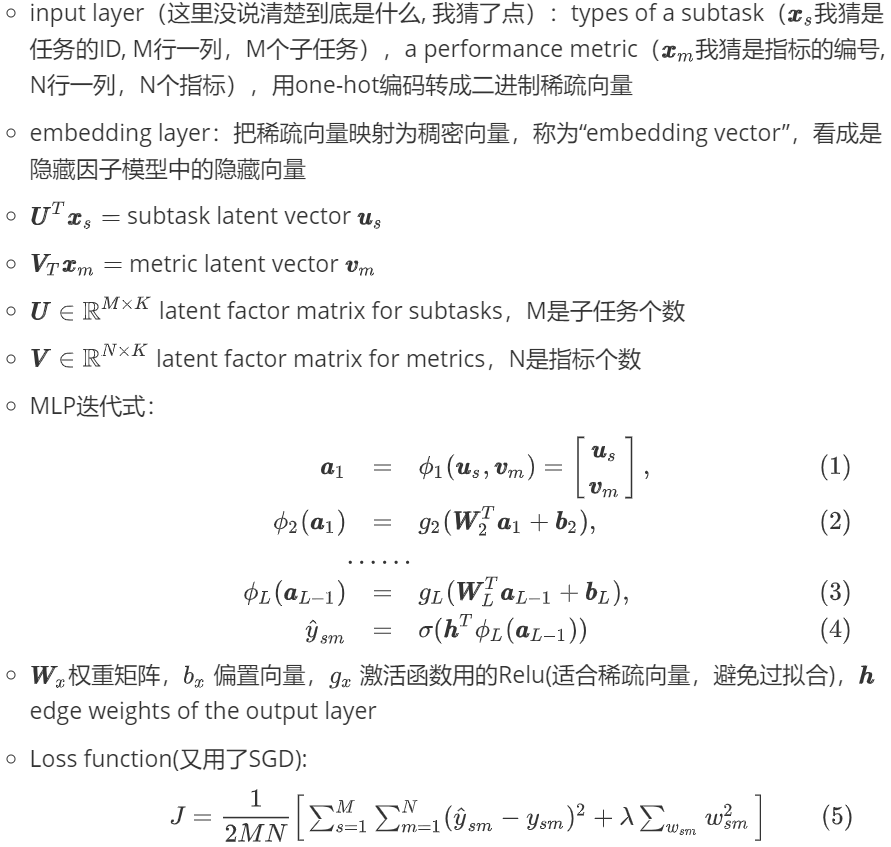 input layer（这里没说清楚到底是什么, 我猜了点）: types of a subtask（𝒙ₛ我猜是
任务的ID, M行一列，M个子任务）, a performance metric（𝒙ₘ我猜是指标的编号,
N行一列，N个指标）, 用one-hot编码转成二进制稀疏向量
embedding layer：把稀疏向量映射为稠密向量，称为“embedding vector”，看成是
隐藏因子模型中的隐藏向量
U^T x_s = subtask latent vector u_s
V_T x_m = metric latent vector v_m
U ∈ ℝ^{M×K} latent factor matrix for subtasks，M是子任务个数
V ∈ ℝ^{N×K} latent factor matrix for metrics，N是指标个数
MLP迭代式：
a_1 = ϕ_1(u_s, v_m) = [u_s v_m], (1)
ϕ_2(a_1) = g_2(W_2^T a_1 + b_2), (2)
......
ϕ_L(a_{L−1}) = g_L(W_L^T a_{L−1} + b_L), (3)
ŷ_{sm} = σ(h^T ϕ_L(a_{L−1})) (4)
W_x权重矩阵，b_x 偏置向量，g_x 激活函数用的Relu(适合稀疏向量，避免过拟合)，h
edge weights of the output layer
Loss function(又用了SGD):
J = \frac{1}{2MN} [ ∑_{s=1}^{M} ∑_{m=1}^{N} (ŷ_{sm} − y_{sm})^2 + λ ∑_{w_{sm}} w_{sm}^2 ] (5)